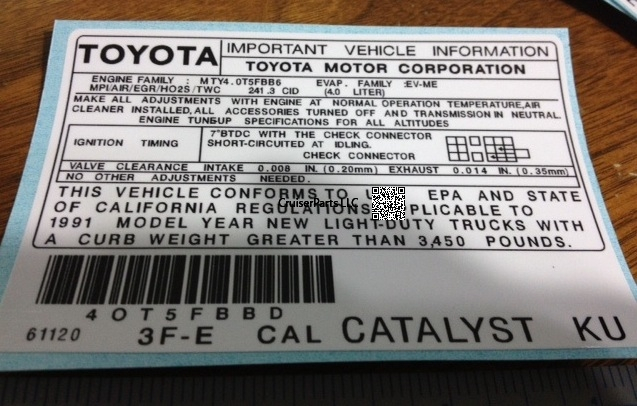 TOYOTA
IMPORTANT VEHICLE INFORMATION
TOYOTA MOTOR CORPORATION
ENGINE FAMILY : MTY4.0T5FBB6 EVAP. FAMILY :EV-ME
MPI/AIR/EGR/HO2S/TWC 241.3 CID (4.0 LITER)
MAKE ALL ADJUSTMENTS WITH ENGINE AT NORMAL OPERATION TEMPERATURE,AIR
CLEANER INSTALLED,ALL ACCESSORIES TURNED OFF AND TRANSMISSION IN NEUTRAL.
ENGINE TUNE-UP SPECIFICATIONS FOR ALL ALTITUDES
IGNITION TIMING
7°BTDC WITH THE CHECK CONNECTOR
SHORT-CIRCUITED AT IDLING.
CHECK CONNECTOR
VALVE CLEARANCE INTAKE 0.008 IN.(0.20mm) EXHAUST 0.014 IN.(0.35mm)
NO OTHER ADJUSTMENTS NEEDED.
THIS VEHICLE CONFORMS TO EPA AND STATE
CruiserParts LLC
OF CALIFORNIA REGULATIONS APPLICABLE TO
1991 MODEL YEAR NEW LIGHT-DUTY TRUCKS WITH
A CURB WEIGHT GREATER THAN 3,450 POUNDS.
4OT5FBBD
61120 3F-E CAL CATALYST KU